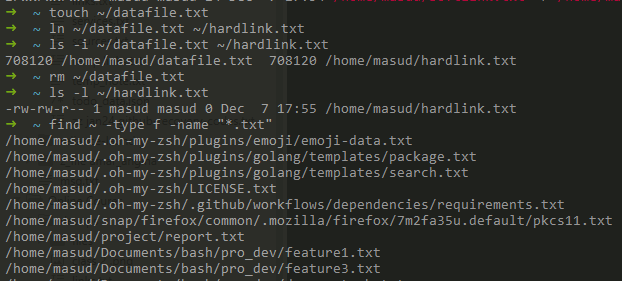 ➜  ~ touch ~/datafile.txt
➜  ~ ln ~/datafile.txt ~/hardlink.txt
➜  ~ ls -i ~/datafile.txt ~/hardlink.txt
708120 /home/masud/datafile.txt  708120 /home/masud/hardlink.txt
➜  ~ rm ~/datafile.txt
➜  ~ ls -l ~/hardlink.txt
-rw-rw-r-- 1 masud masud 0 Dec  7 17:55 /home/masud/hardlink.txt
➜  ~ find ~ -type f -name "*.txt"
/home/masud/.oh-my-zsh/plugins/emoji/emoji-data.txt
/home/masud/.oh-my-zsh/plugins/golang/templates/package.txt
/home/masud/.oh-my-zsh/plugins/golang/templates/search.txt
/home/masud/.oh-my-zsh/LICENSE.txt
/home/masud/.oh-my-zsh/.github/workflows/dependencies/requirements.txt
/home/masud/snap/firefox/common/.mozilla/firefox/7m2fa35u.default/pkcs11.txt
/home/masud/project/report.txt
/home/masud/Documents/bash/pro_dev/feature1.txt
/home/masud/Documents/bash/pro_dev/feature3.txt